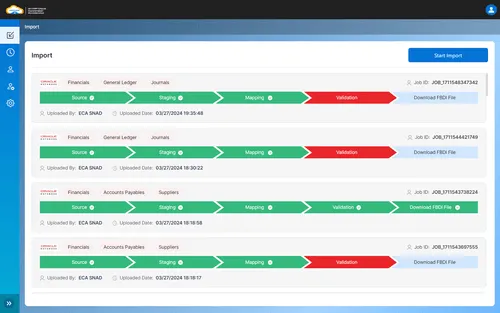 Import
Import
Start Import
ORACLE
Financials General Ledger Journals
Job ID: JOB_1711548347342
Source Staging Mapping Validation Download FBDI File
Uploaded By: ECA SNAD Uploaded Date: 03/27/2024 19:35:48
ORACLE
Financials General Ledger Journals
Job ID: JOB_1711544421749
Source Staging Mapping Validation Download FBDI File
Uploaded By: ECA SNAD Uploaded Date: 03/27/2024 18:30:22
ORACLE
Financials Accounts Payables Suppliers
Job ID: JOB_1711543738224
Source Staging Mapping Validation Download FBDI File
Uploaded By: ECA SNAD Uploaded Date: 03/27/2024 18:18:58
ORACLE
Financials Accounts Payables Suppliers
Job ID: JOB_1711543697555
Source Staging Mapping Validation Download FBDI File
Uploaded By: ECA SNAD Uploaded Date: 03/27/2024 18:18:17